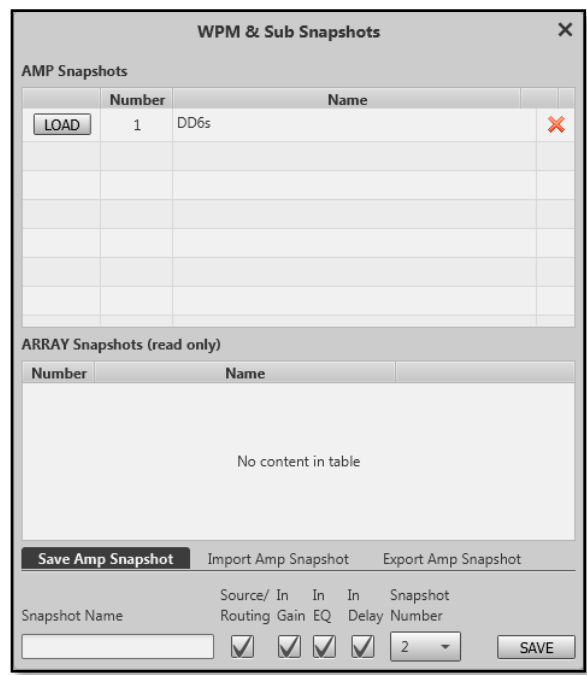 WPM & Sub Snapshots
AMP Snapshots
Number Name
LOAD 1 DD6s
ARRAY Snapshots (read only)
Number Name
No content in table
Save Amp Snapshot Import Amp Snapshot Export Amp Snapshot
Source/ In In In Snapshot
Snapshot Name Routing Gain EQ Delay Number
2 SAVE